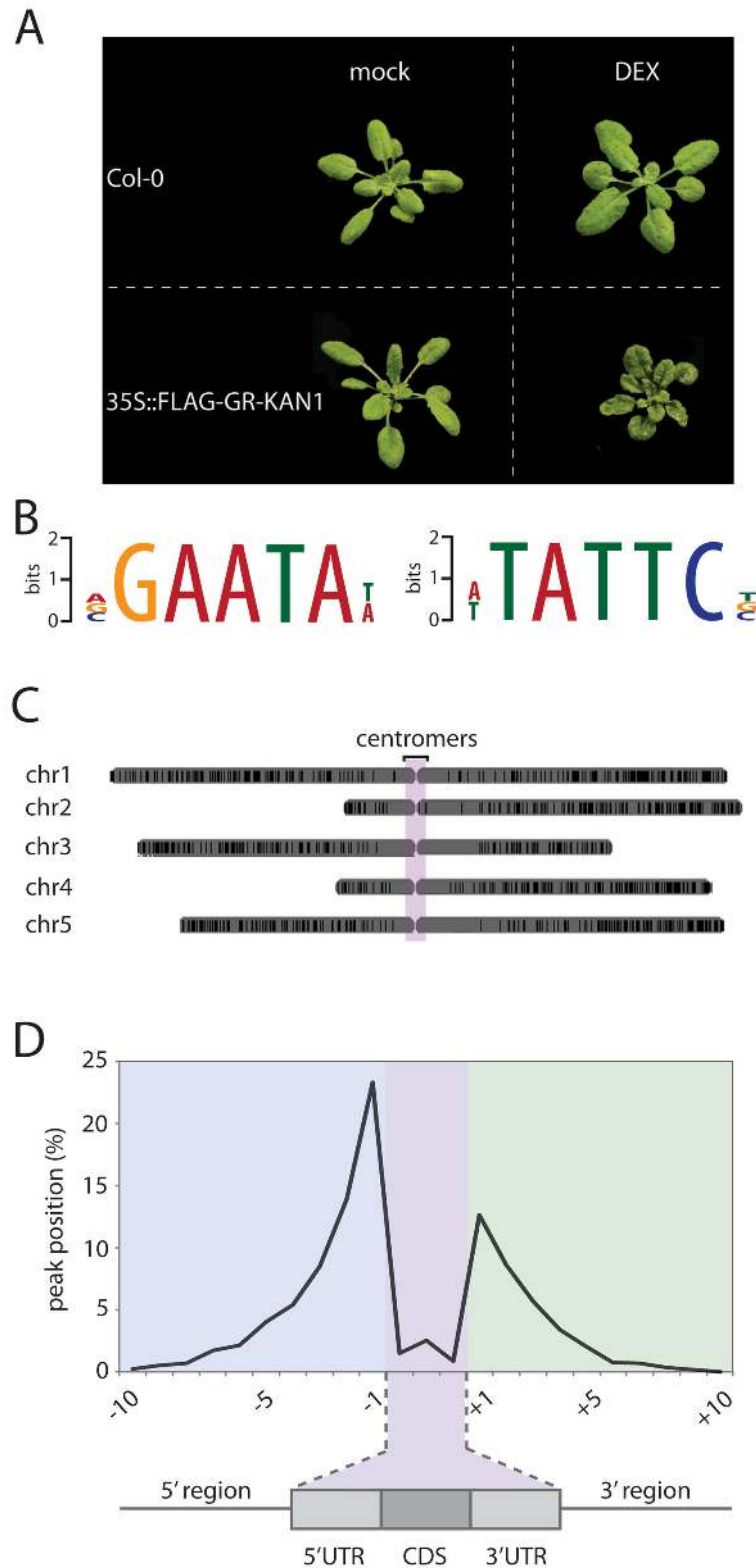 A
mock DEX
Col-0
35S::FLAG-GR-KAN1
B
2
1
0
bits
A
G
C
GAATA
T
A
2
1
0
bits
A
T
TATTC
T
G
C
C
centromers
chr1
chr2
chr3
chr4
chr5
D
25
20
15
10
5
0
peak position (%)
-10 -5 -1 +1 +5 +10
5' region 3' region
5'UTR CDS 3'UTR